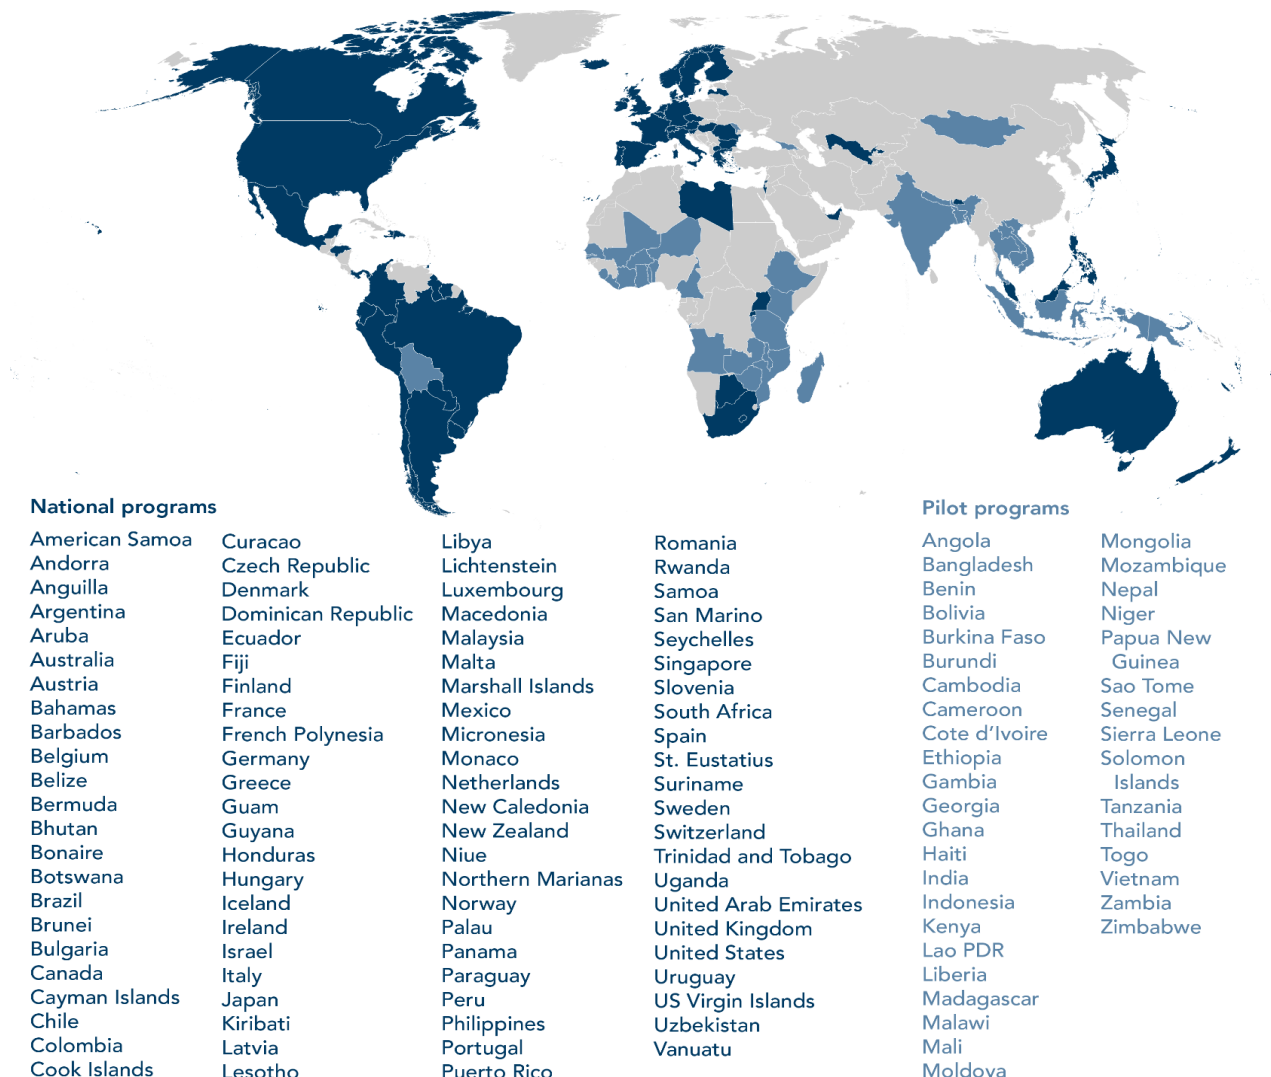 National programs
American Samoa
Andorra
Anguilla
Argentina
Aruba
Australia
Austria
Bahamas
Barbados
Belgium
Belize
Bermuda
Bhutan
Bonaire
Botswana
Brazil
Brunei
Bulgaria
Canada
Cayman Islands
Chile
Colombia
Cook Islands
Curacao
Czech Republic
Denmark
Dominican Republic
Ecuador
Fiji
Finland
France
French Polynesia
Germany
Greece
Guam
Guyana
Honduras
Hungary
Iceland
Ireland
Israel
Italy
Japan
Kiribati
Latvia
Lesotho
Libya
Lichtenstein
Luxembourg
Macedonia
Malaysia
Malta
Marshall Islands
Mexico
Micronesia
Monaco
Netherlands
New Caledonia
New Zealand
Niue
Northern Marianas
Norway
Palau
Panama
Paraguay
Peru
Philippines
Portugal
Puerto Rico
Romania
Rwanda
Samoa
San Marino
Seychelles
Singapore
Slovenia
South Africa
Spain
St. Eustatius
Suriname
Sweden
Switzerland
Trinidad and Tobago
Uganda
United Arab Emirates
United Kingdom
United States
Uruguay
US Virgin Islands
Uzbekistan
Vanuatu
Pilot programs
Angola
Bangladesh
Benin
Bolivia
Burkina Faso
Burundi
Cambodia
Cameroon
Cote d'Ivoire
Ethiopia
Gambia
Georgia
Ghana
Haiti
India
Indonesia
Kenya
Lao PDR
Liberia
Madagascar
Malawi
Mali
Moldova
Mongolia
Mozambique
Nepal
Niger
Papua New
Guinea
Sao Tome
Senegal
Sierra Leone
Solomon
Islands
Tanzania
Thailand
Togo
Vietnam
Zambia
Zimbabwe